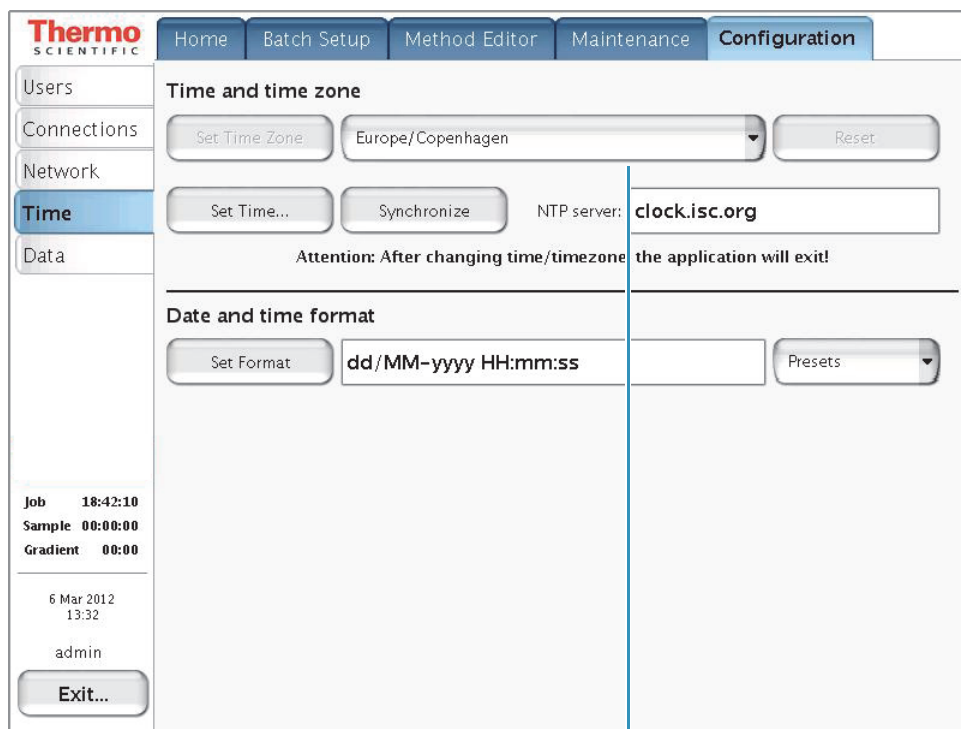 Thermo
SCIENTIFIC
Home
Batch Setup
Method Editor
Maintenance
Configuration
Users
Connections
Network
Time
Data
Time and time zone
Set Time Zone
Europe/Copenhagen
Reset
Set Time...
Synchronize
NTP server:
clock.isc.org
Attention: After changing time/timezone the application will exit!
Date and time format
Set Format
dd/MM-yyyy HH:mm:ss
Presets
Job 18:42:10
Sample 00:00:00
Gradient 00:00
6 Mar 2012
13:32
admin
Exit...